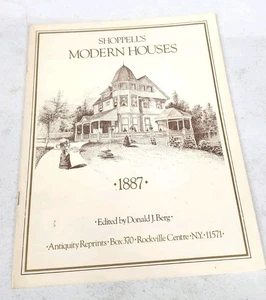 SHOPPELL'S
MODERN HOUSES
·1887·
·Edited by Donald J. Berg·
·Antiquity Reprints·Box 370·Rockville Centre·N.Y.·11571·